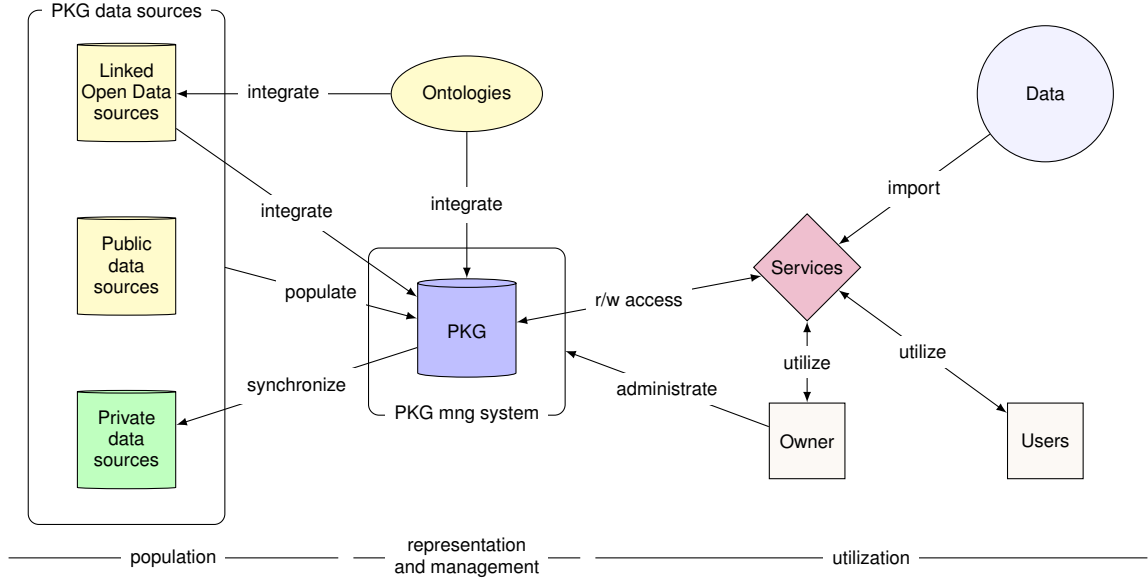 PKG data sources
Linked
Open Data
sources
integrate
Ontologies
Data
import
integrate
integrate
Public
data
sources
populate
PKG
r/w access
Services
utilize
utilize
synchronize
administrate
PKG mng system
Private
data
sources
Owner
Users
population
representation
and management
utilization